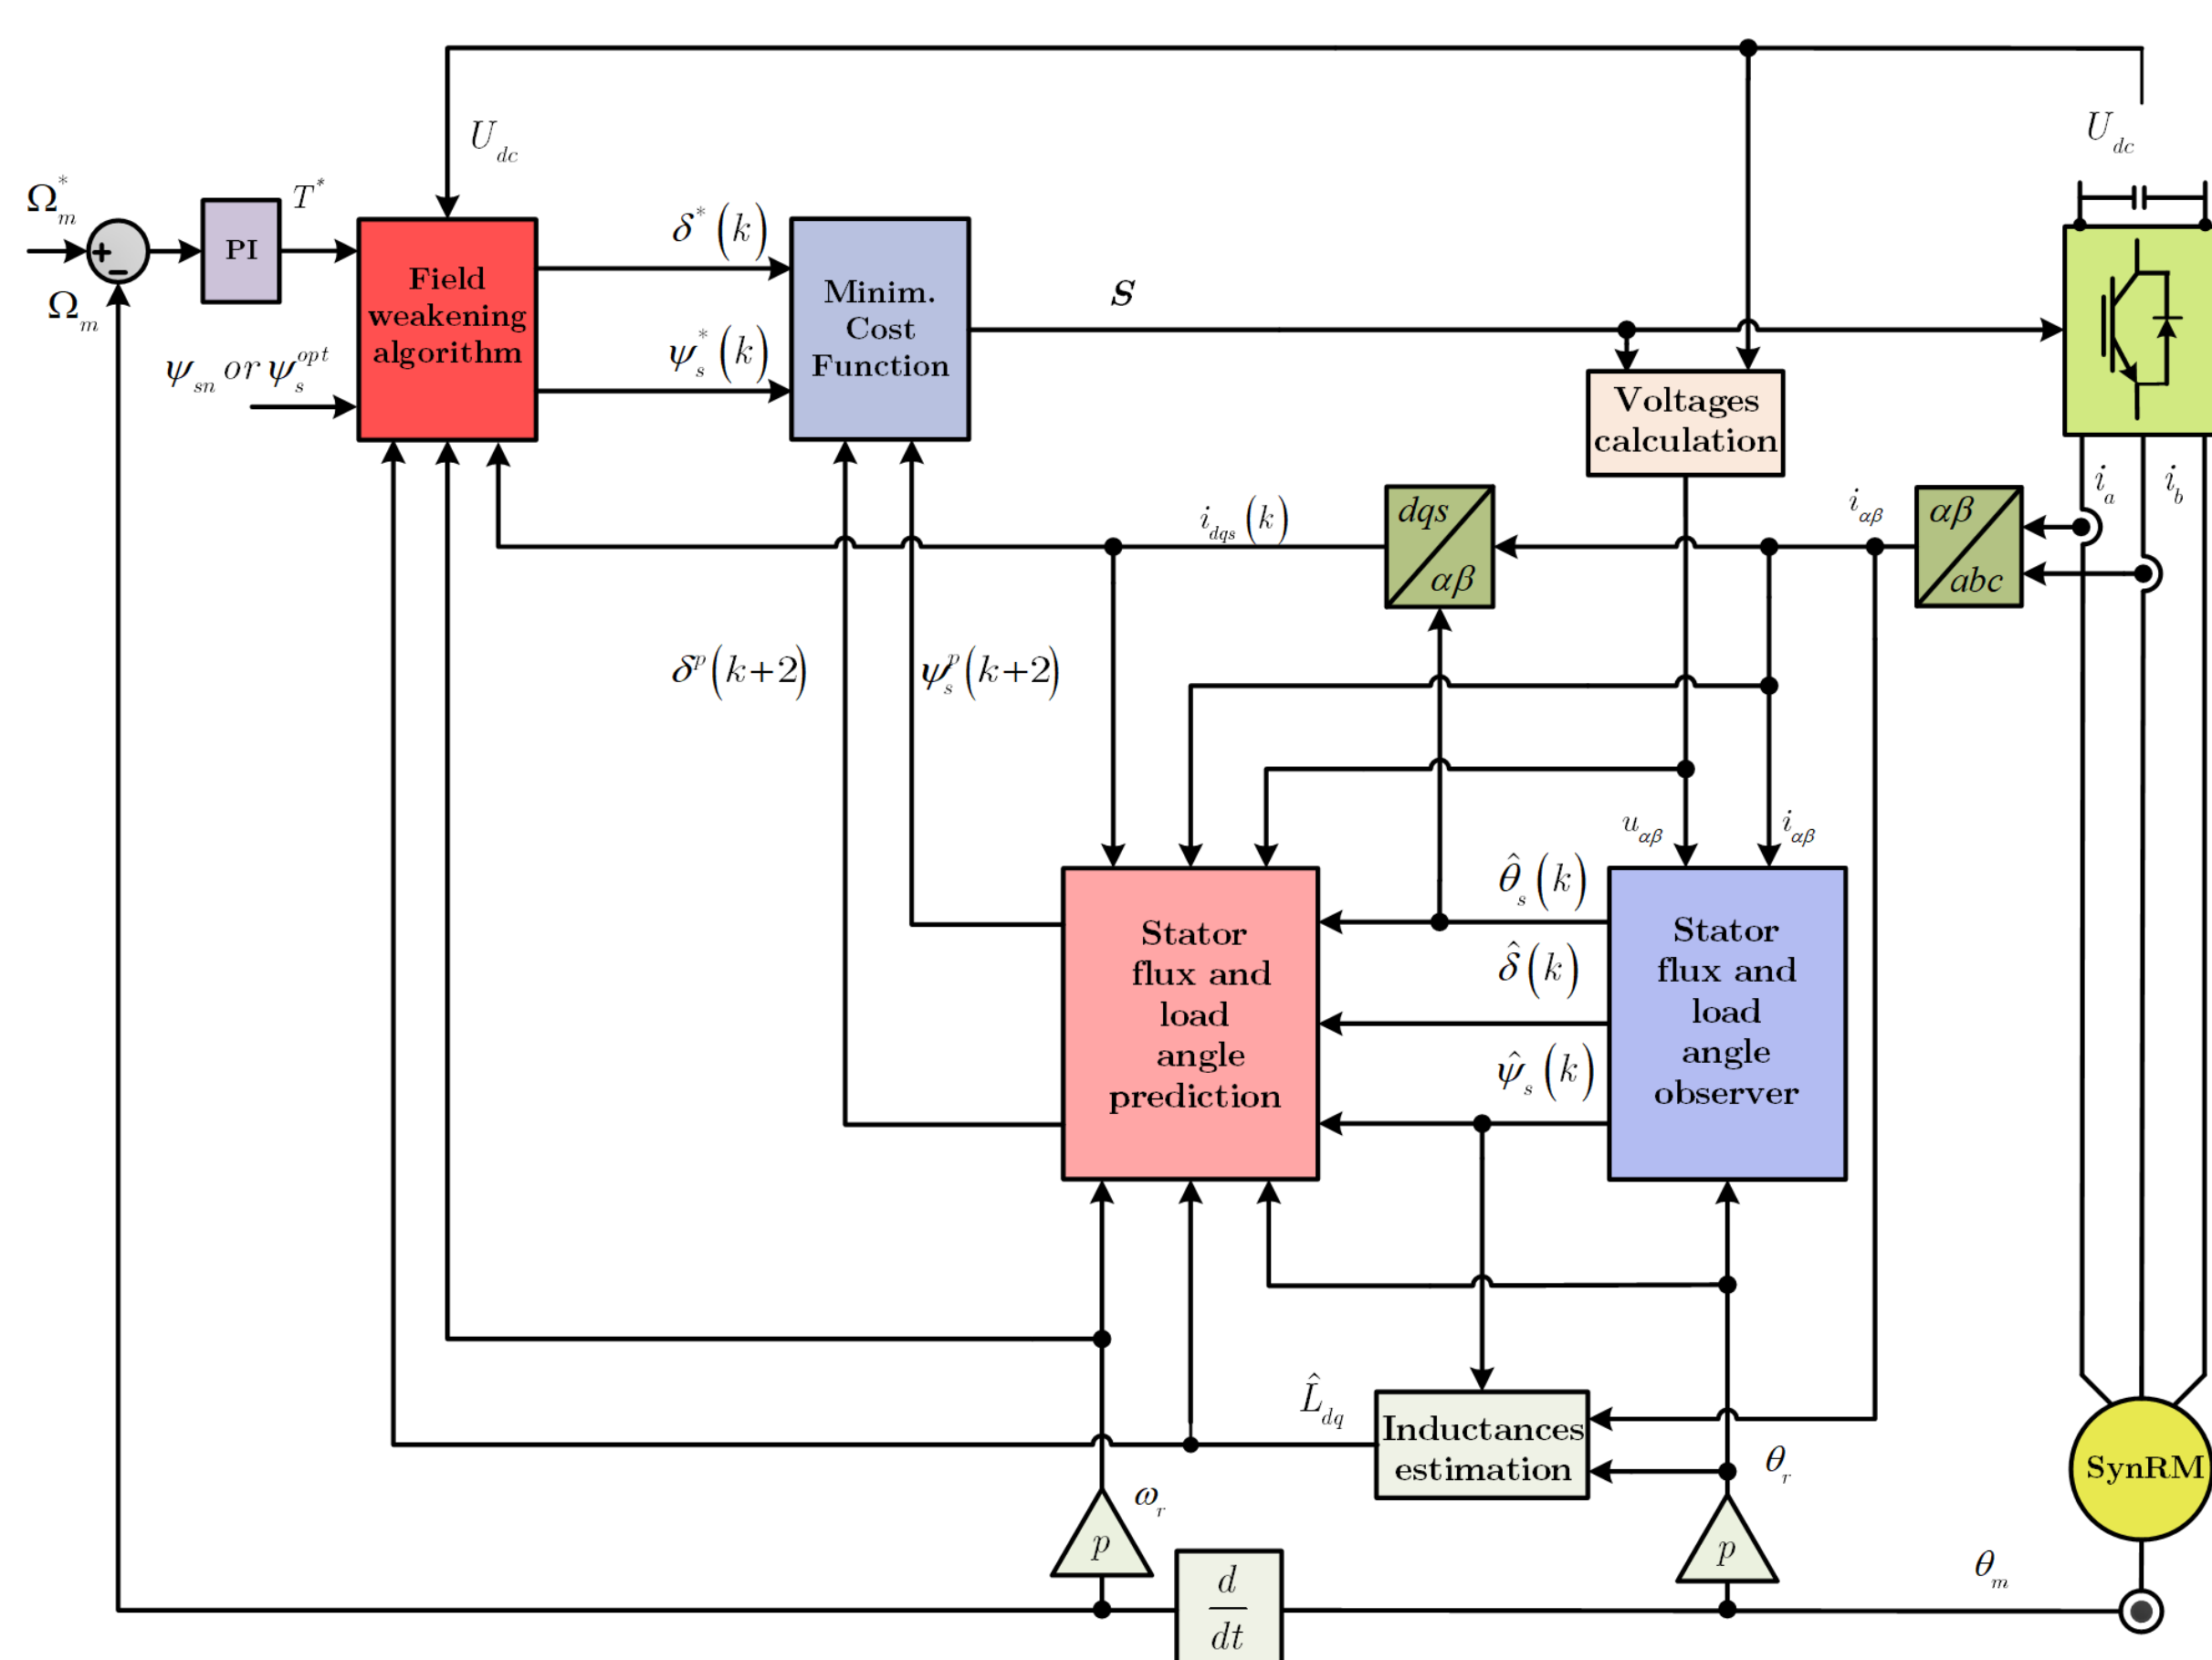 U_dc
U_dc
Ω*_m
+
−
Ω_m
PI
T*
ψ_sn or ψ_s^opt
Field
weakening
algorithm
δ*(k)
ψ*_s(k)
Minim.
Cost
Function
S
Voltages
calculation
i_a
i_b
i_dqs(k)
dqs
αβ
i_αβ
αβ
abc
δ^p(k+2)
ψ_s^p(k+2)
u_αβ
i_αβ
Stator
flux and
load
angle
prediction
θ̂_s(k)
δ̂(k)
ψ̂_s(k)
Stator
flux and
load
angle
observer
L̂_dq
Inductances
estimation
θ_r
ω_r
p
p
d
dt
θ_m
SynRM